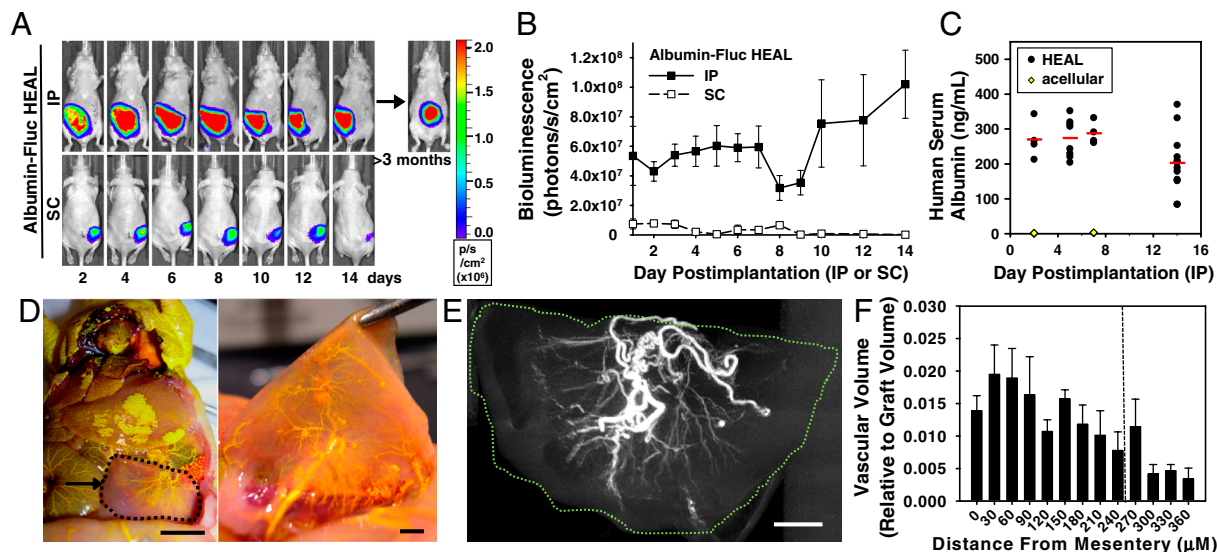 A
Albumin-Fluc HEAL
IP
SC
>3 months
2 4 6 8 10 12 14 days
2.0
1.5
1.0
0.5
0.0
p/s
/cm²
(x10⁶)
B
Bioluminescence
(photons/s/cm²)
1.2x10⁸
1.0x10⁸
8.0x10⁷
6.0x10⁷
4.0x10⁷
2.0x10⁷
0.0
Albumin-Fluc HEAL
IP
SC
2 4 6 8 10 12 14
Day Postimplantation (IP or SC)
C
Human Serum
Albumin (ng/mL)
500
400
300
200
100
0
HEAL
acellular
0 4 8 12 16
Day Postimplantation (IP)
D
E
F
Vascular Volume
(Relative to Graft Volume)
0.030
0.025
0.020
0.015
0.010
0.005
0.000
0 30 60 90 120 150 180 210 240 270 300 330 360
Distance From Mesentery (µM)